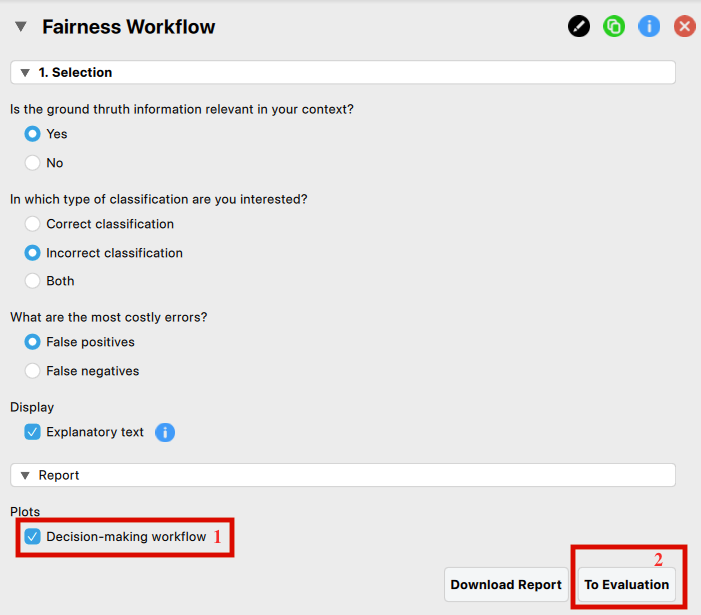 Fairness Workflow
1. Selection
Is the ground thruth information relevant in your context?
Yes
No
In which type of classification are you interested?
Correct classification
Incorrect classification
Both
What are the most costly errors?
False positives
False negatives
Display
Explanatory text
Report
Plots
Decision-making workflow 1
2
Download Report To Evaluation